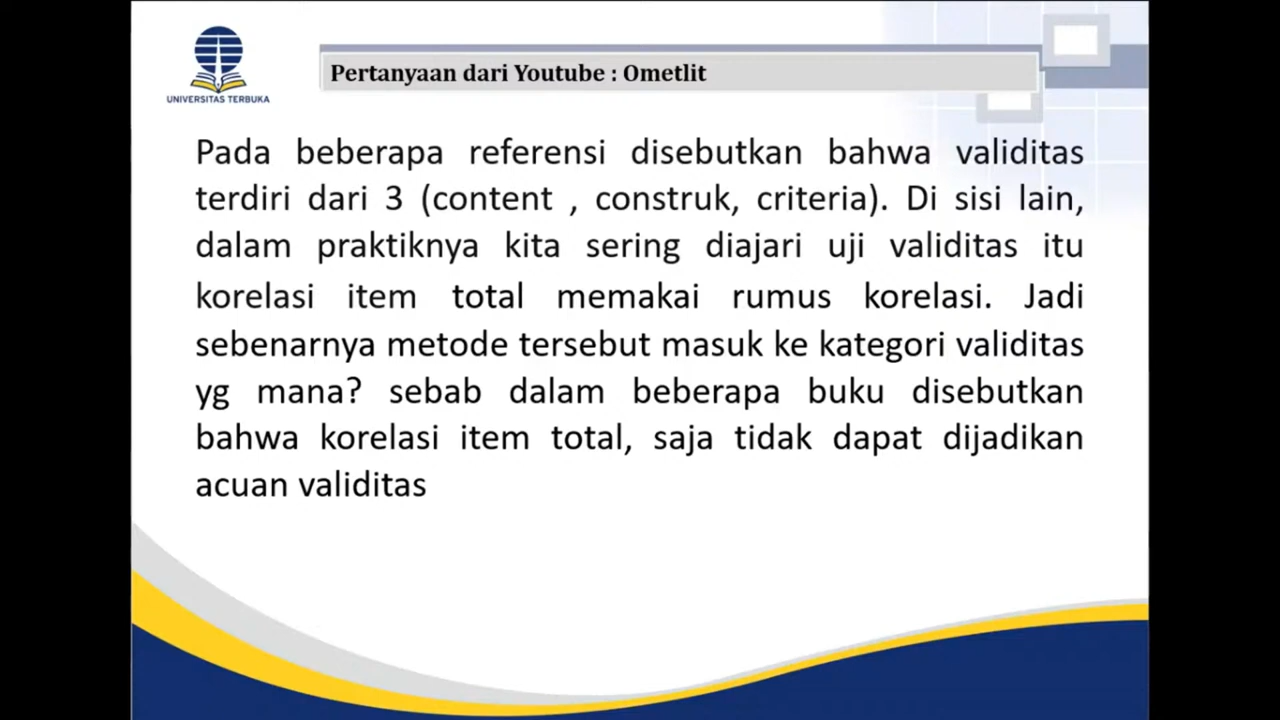 UNIVERSITAS TERBUKA
Pertanyaan dari Youtube : Ometlit
Pada beberapa referensi disebutkan bahwa validitas
terdiri dari 3 (content , construk, criteria). Di sisi lain,
dalam praktiknya kita sering diajari uji validitas itu
korelasi item total memakai rumus korelasi. Jadi
sebenarnya metode tersebut masuk ke kategori validitas
yg mana? sebab dalam beberapa buku disebutkan
bahwa korelasi item total, saja tidak dapat dijadikan
acuan validitas